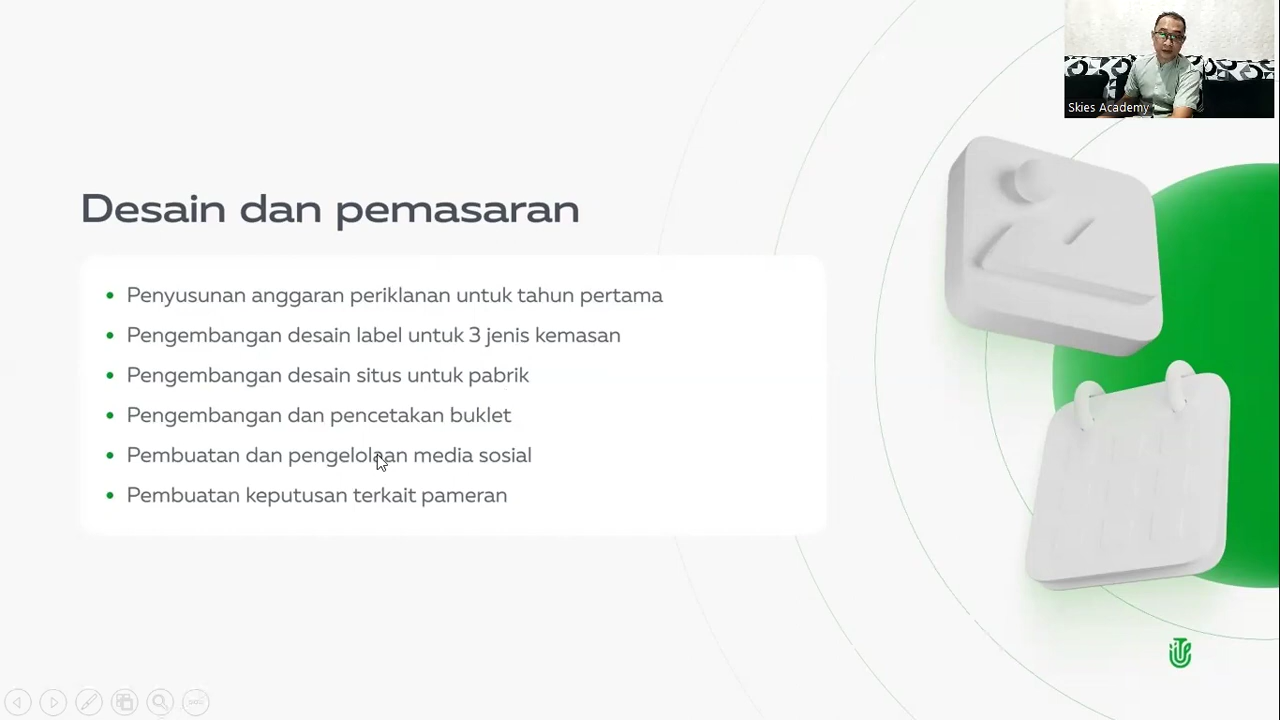 Skies Academy
Desain dan pemasaran
Penyusunan anggaran periklanan untuk tahun pertama
Pengembangan desain label untuk 3 jenis kemasan
Pengembangan desain situs untuk pabrik
Pengembangan dan pencetakan buklet
Pembuatan dan pengelolaan media sosial
Pembuatan keputusan terkait pameran